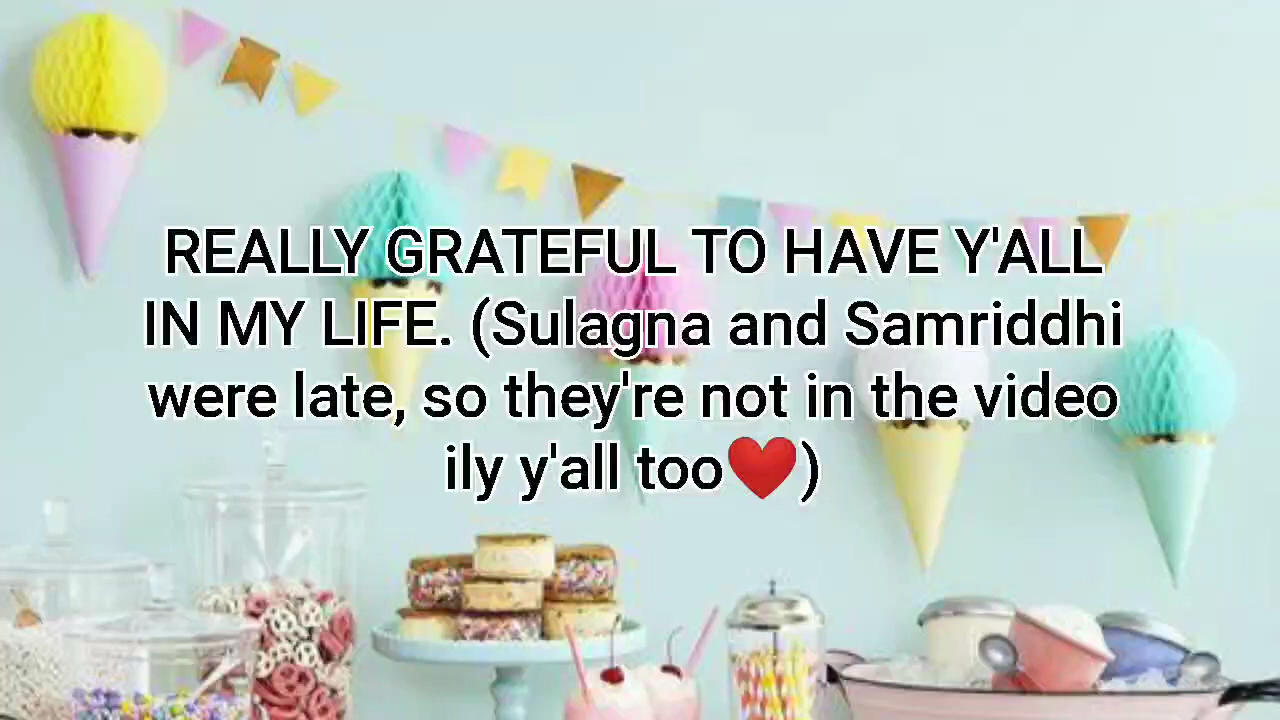 REALLY GRATEFUL TO HAVE Y'ALL
IN MY LIFE. (Sulagna and Samriddhi
were late, so they're not in the video
ily y'all too❤️)